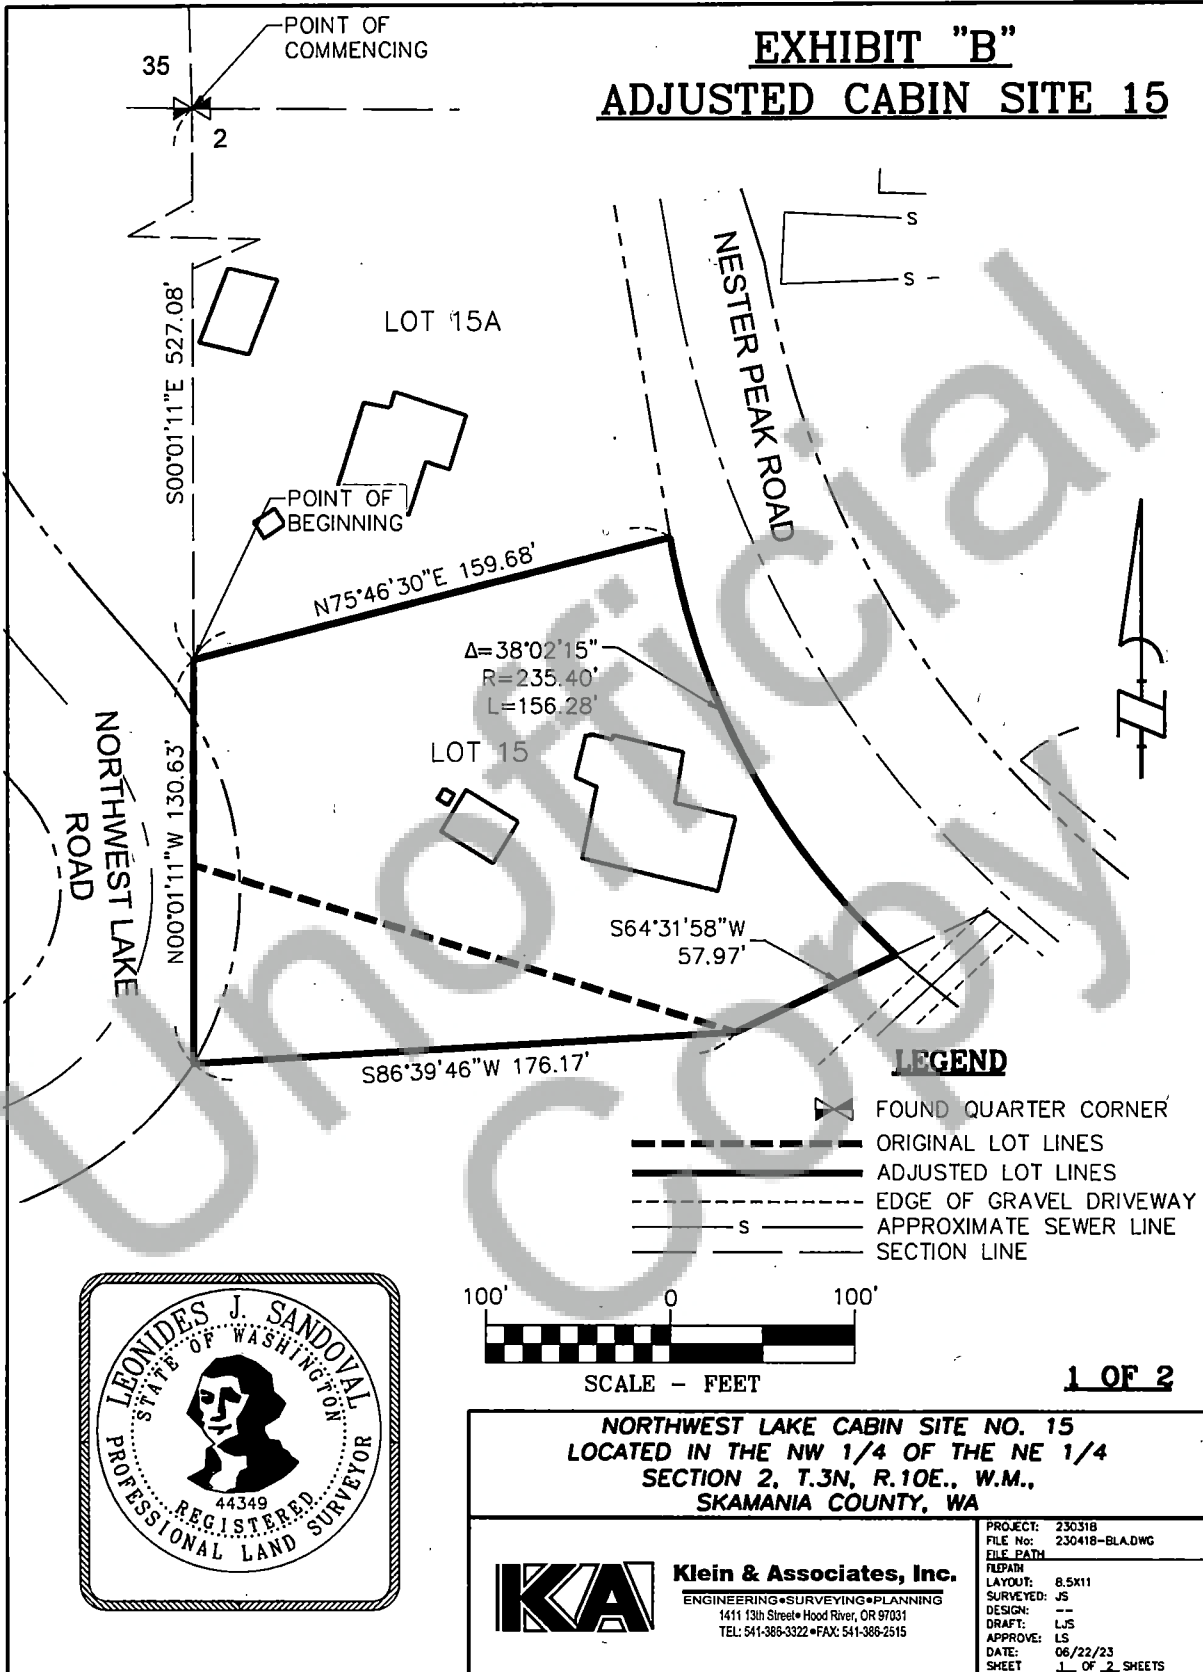 EXHIBIT "B"
ADJUSTED CABIN SITE 15
POINT OF
COMMENCING
35
2
S00°01'11"E 527.08'
LOT 15A
NESTER PEAK ROAD
S
S
POINT OF
BEGINNING
N75°46'30"E 159.68'
Δ=38°02'15"
R=235.40'
L=156.28'
LOT 15
NORTHWEST LAKE
ROAD
N00°01'11"W 130.63'
S64°31'58"W
57.97'
S86°39'46"W 176.17'
N
Unofficial
Copy
LEGEND
FOUND QUARTER CORNER
ORIGINAL LOT LINES
ADJUSTED LOT LINES
EDGE OF GRAVEL DRIVEWAY
S
APPROXIMATE SEWER LINE
SECTION LINE
100' 0 100'
SCALE - FEET
1 OF 2
LEONIDES J. SANDOVAL
STATE OF WASHINGTON
44349
REGISTERED
PROFESSIONAL LAND SURVEYOR
NORTHWEST LAKE CABIN SITE NO. 15
LOCATED IN THE NW 1/4 OF THE NE 1/4
SECTION 2, T.3N, R.10E., W.M.,
SKAMANIA COUNTY, WA
KA
Klein & Associates, Inc.
ENGINEERING•SURVEYING•PLANNING
1411 13th Street• Hood River, OR 97031
TEL: 541-386-3322•FAX: 541-386-2515
PROJECT: 230318
FILE No: 230418-BLA.DWG
FILE PATH
FILEPATH
LAYOUT: 8.5X11
SURVEYED: JS
DESIGN: --
DRAFT: LJS
APPROVE: LS
DATE: 06/22/23
SHEET 1 OF 2 SHEETS